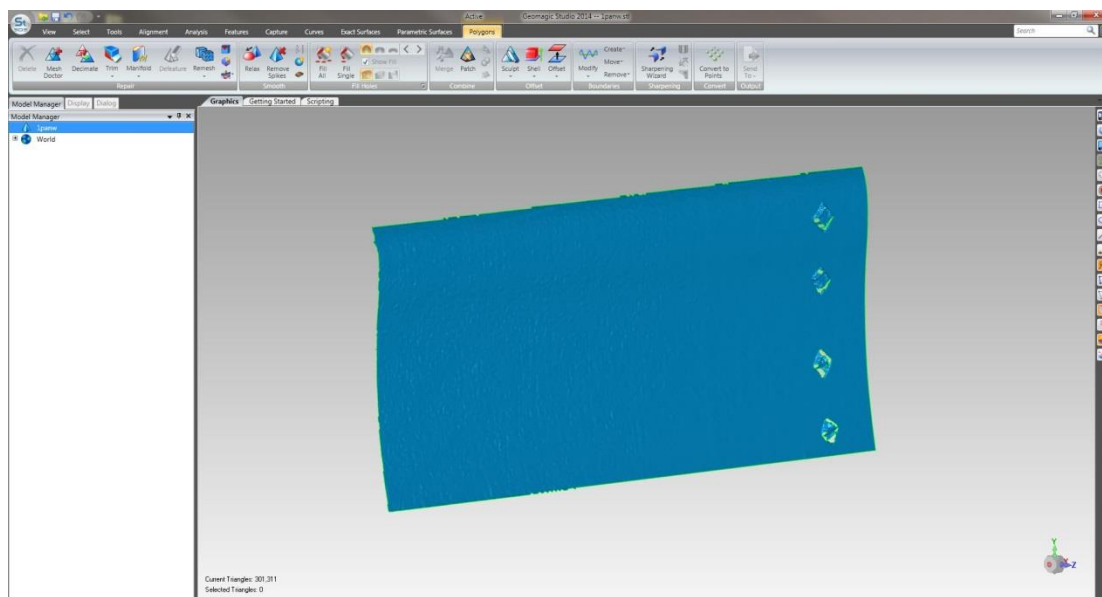 Active
Geomagic Studio 2014 -- 1panw.stl
St
View Select Tools Alignment Analysis Features Capture Curves Exact Surfaces Parametric Surfaces Polygons
Search
Delete Mesh Doctor Decimate Trim Manifold Defeature Remesh
Relax Remove Spikes
Fill All Fill Single Show Fill
Merge Patch
Sculpt Shell Offset
Modify Create Move Remove
Sharpening Wizard
Convert to Points
Send To
Repair Smooth Fill Holes Combine Offset Boundaries Sharpening Convert Output
Model Manager Display Dialog
Graphics Getting Started Scripting
Model Manager
1panw
World
Y
Z
Current Triangles: 301,311
Selected Triangles: 0